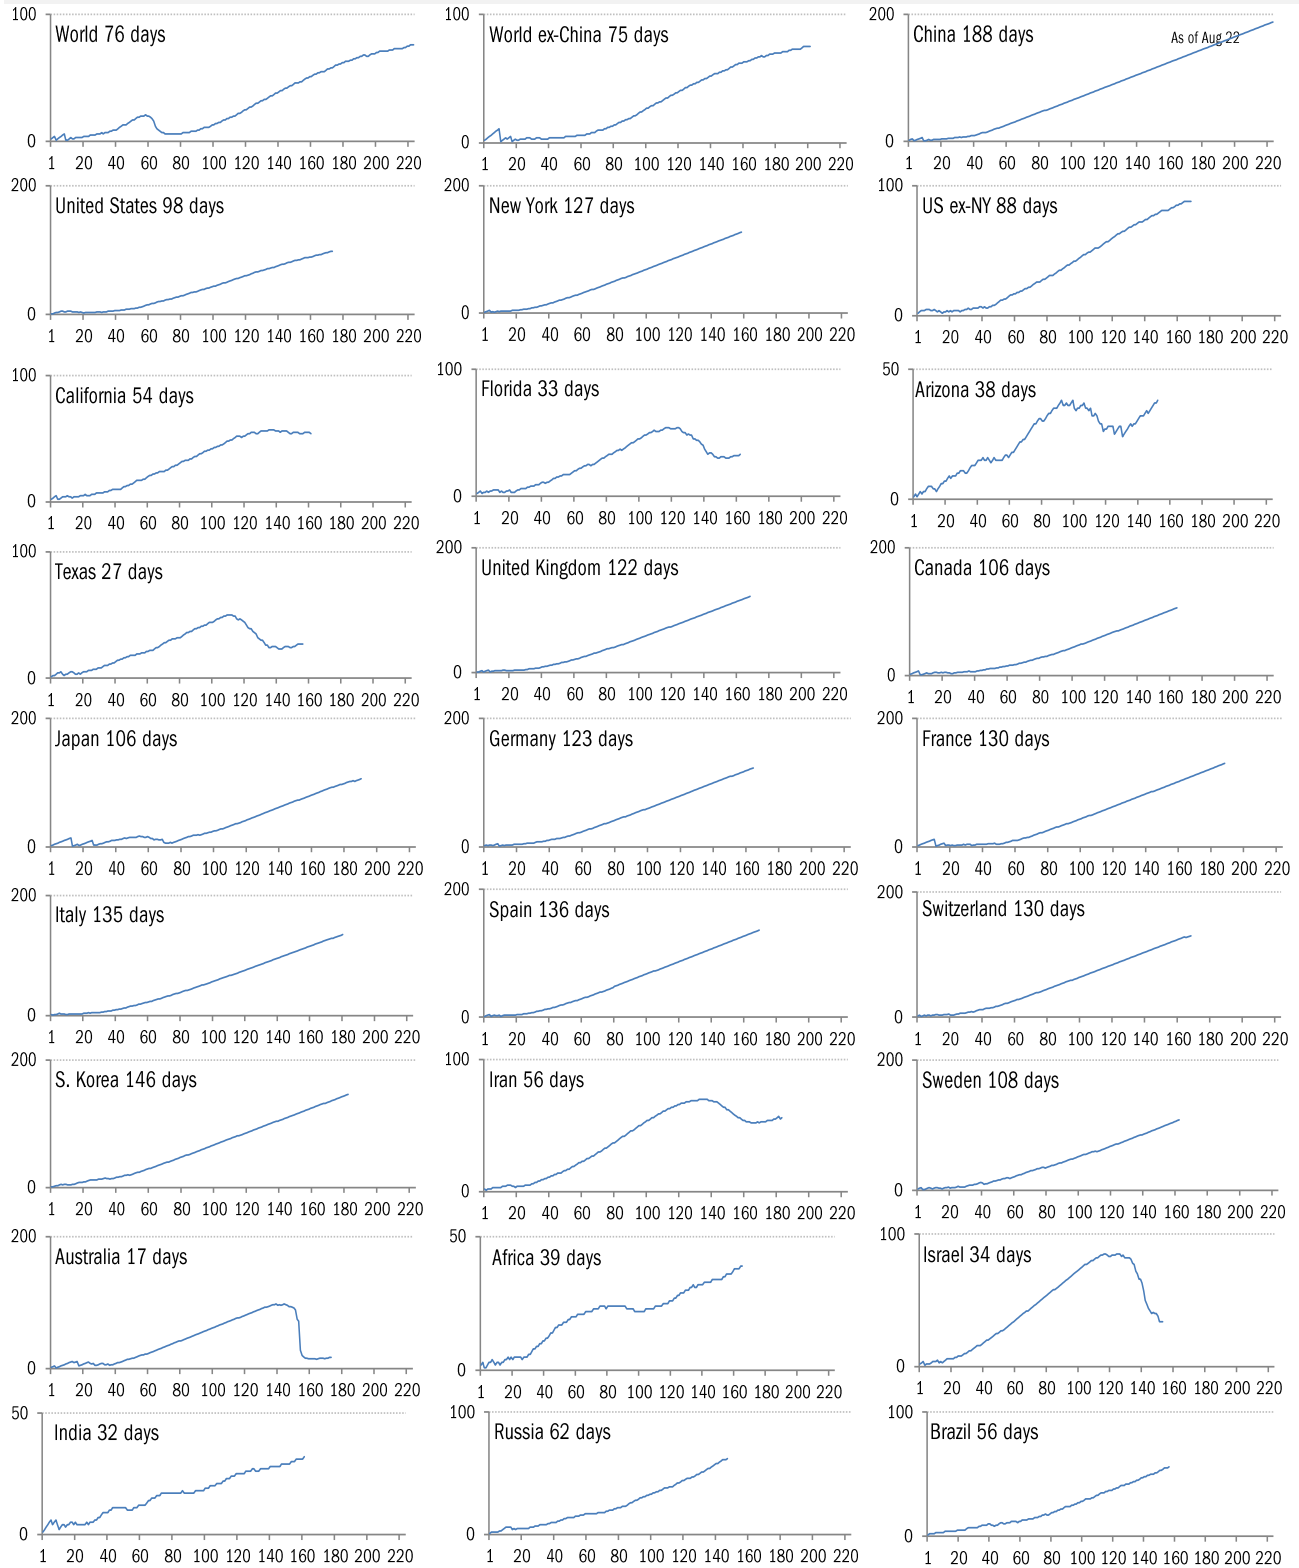 100 100 200
World 76 days World ex-China 75 days China 188 days
As of Aug 22
0 0 0
1 20 40 60 80 100 120 140 160 180 200 220 1 20 40 60 80 100 120 140 160 180 200 220 1 20 40 60 80 100 120 140 160 180 200 220
200 200 100
United States 98 days New York 127 days US ex-NY 88 days
0 0 0
1 20 40 60 80 100 120 140 160 180 200 220 1 20 40 60 80 100 120 140 160 180 200 220 1 20 40 60 80 100 120 140 160 180 200 220
100 100 50
California 54 days Florida 33 days Arizona 38 days
0 0 0
1 20 40 60 80 100 120 140 160 180 200 220 1 20 40 60 80 100 120 140 160 180 200 220 1 20 40 60 80 100 120 140 160 180 200 220
100 200 200
Texas 27 days United Kingdom 122 days Canada 106 days
0 0 0
1 20 40 60 80 100 120 140 160 180 200 220 1 20 40 60 80 100 120 140 160 180 200 220 1 20 40 60 80 100 120 140 160 180 200 220
200 200 200
Japan 106 days Germany 123 days France 130 days
0 0 0
1 20 40 60 80 100 120 140 160 180 200 220 1 20 40 60 80 100 120 140 160 180 200 220 1 20 40 60 80 100 120 140 160 180 200 220
200 200 200
Italy 135 days Spain 136 days Switzerland 130 days
0 0 0
1 20 40 60 80 100 120 140 160 180 200 220 1 20 40 60 80 100 120 140 160 180 200 220 1 20 40 60 80 100 120 140 160 180 200 220
200 100 200
S. Korea 146 days Iran 56 days Sweden 108 days
0 0 0
1 20 40 60 80 100 120 140 160 180 200 220 1 20 40 60 80 100 120 140 160 180 200 220 1 20 40 60 80 100 120 140 160 180 200 220
200 50 100
Australia 17 days Africa 39 days Israel 34 days
0 0 0
1 20 40 60 80 100 120 140 160 180 200 220 1 20 40 60 80 100 120 140 160 180 200 220 1 20 40 60 80 100 120 140 160 180 200 220
50 100 100
India 32 days Russia 62 days Brazil 56 days
0 0 0
1 20 40 60 80 100 120 140 160 180 200 220 1 20 40 60 80 100 120 140 160 180 200 220 1 20 40 60 80 100 120 140 160 180 200 220